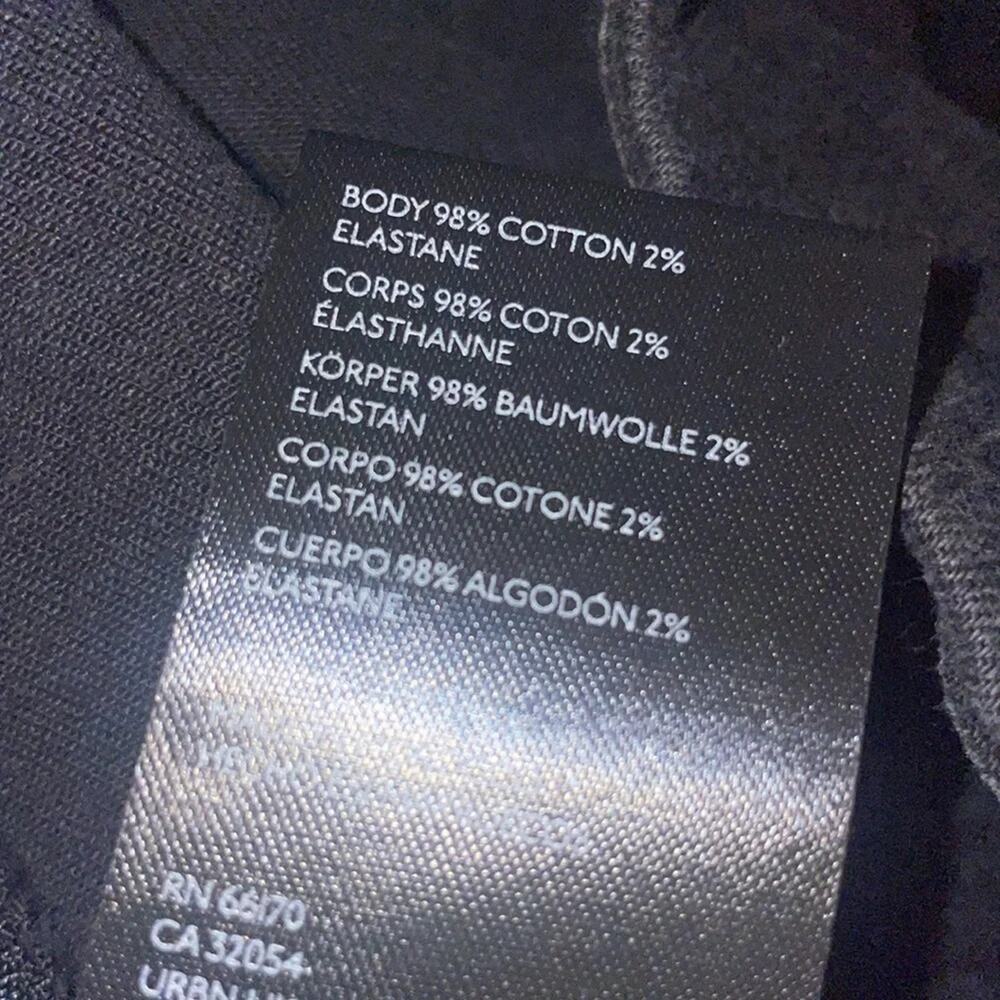 BODY 98% COTTON 2%
ELASTANE
CORPS 98% COTON 2%
ÉLASTHANNE
KÖRPER 98% BAUMWOLLE 2%
ELASTAN
CORPO 98% COTONE 2%
ELASTAN
CUERPO 98% ALGODÓN 2%
ELASTANE
RN 66170
CA 32054
URBN